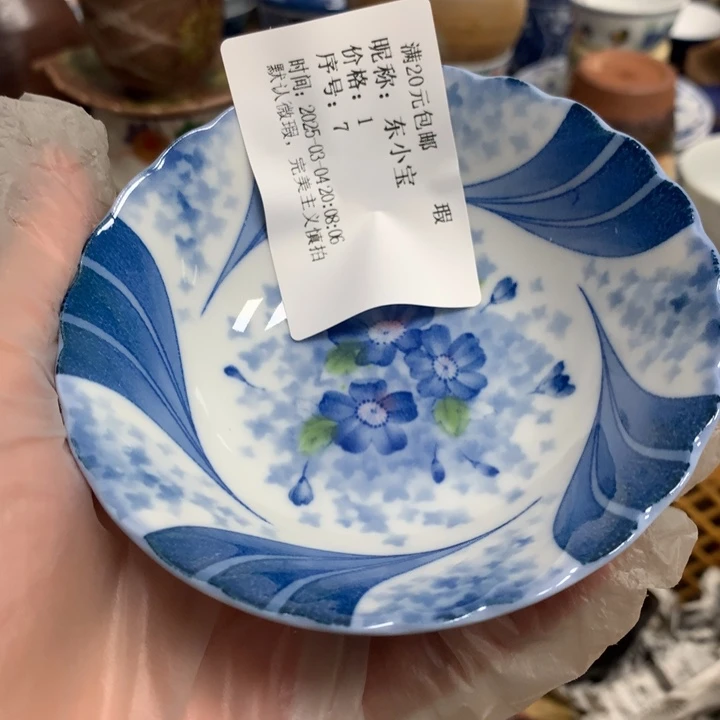 满20元包邮
瑕
昵称：东小宝
价格：1
序号：7
时间：2025-03-04 20:08:06
默认微瑕，完美主义慎拍